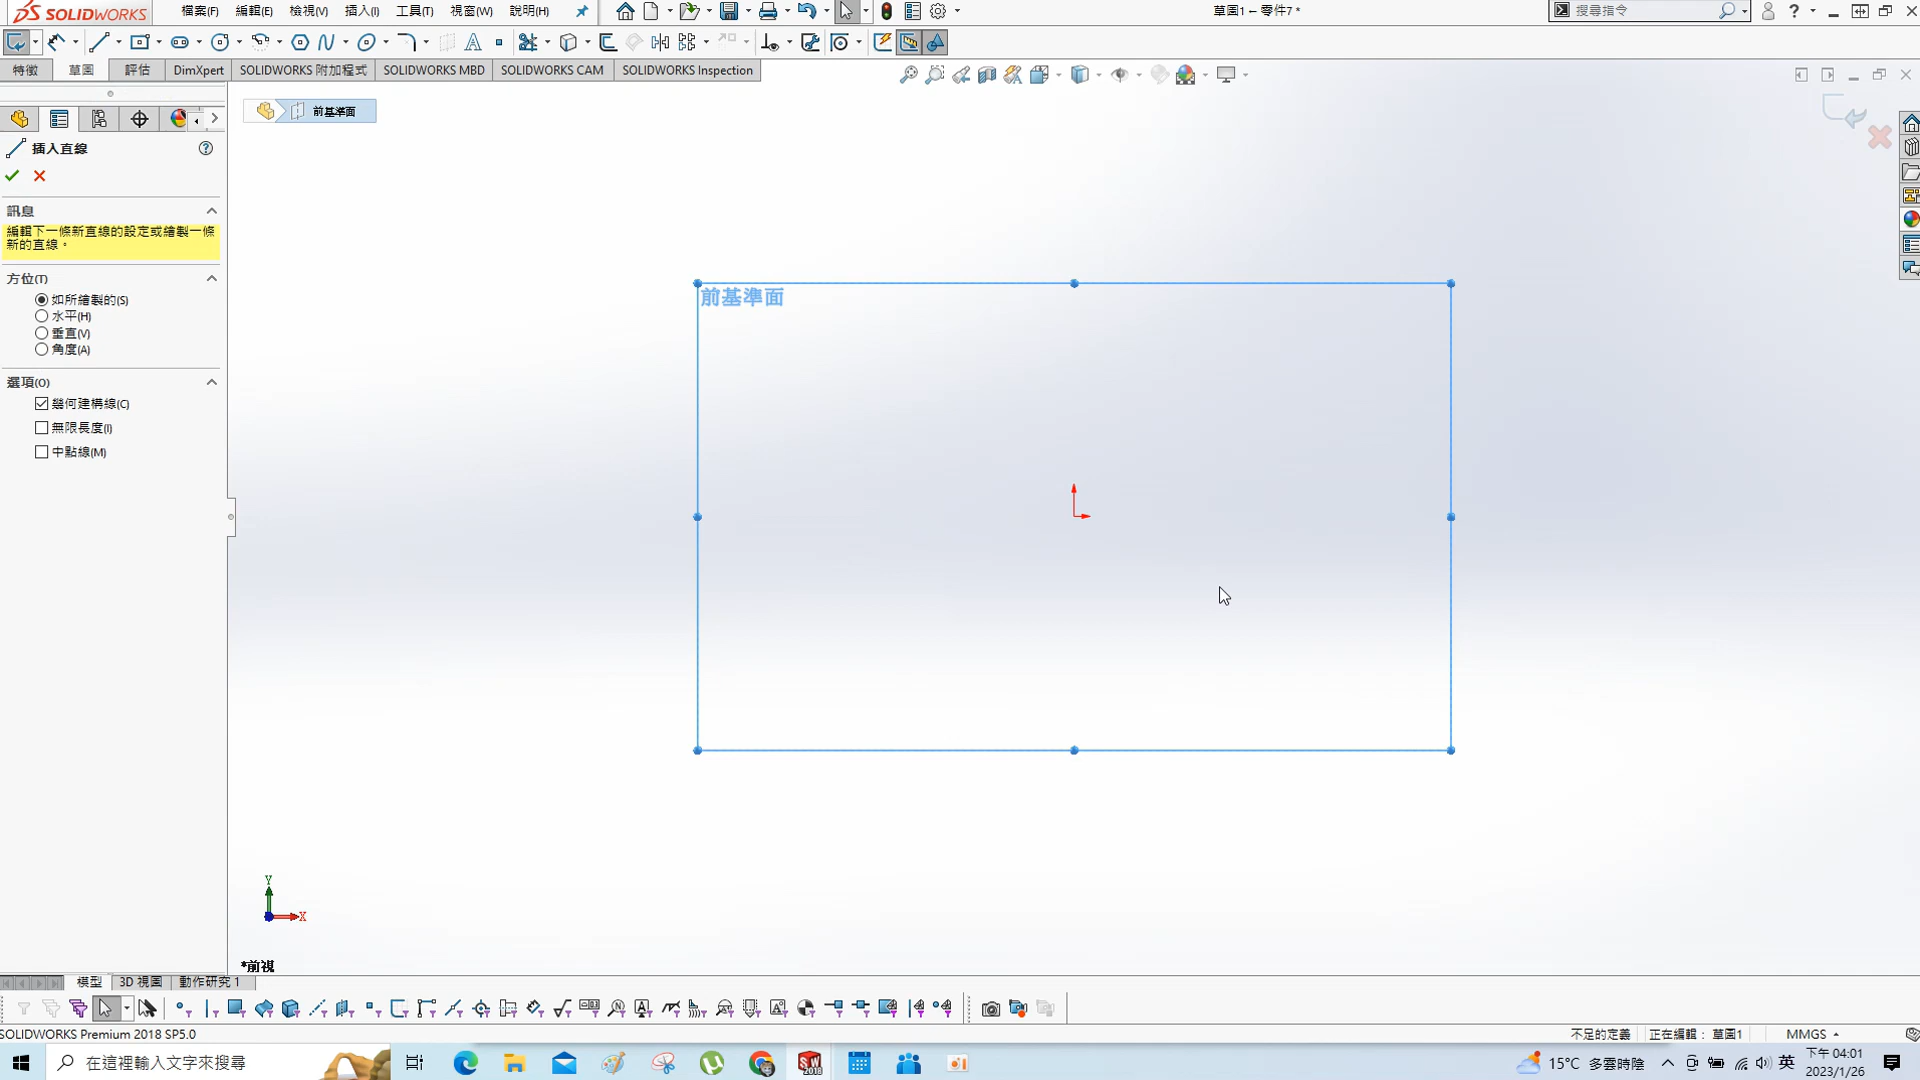 SOLIDWORKS 檔案(F) 編輯(E) 檢視(V) 插入(I) 工具(T) 視窗(W) 說明(H) 草圖1 – 零件7 * 搜尋指令
特徵 草圖 評估 DimXpert SOLIDWORKS 附加程式 SOLIDWORKS MBD SOLIDWORKS CAM SOLIDWORKS Inspection
前基準面
插入直線
訊息
編輯下一條新直線的設定或繪製一條
新的直線。
方位(T)
如所繪製的(S)
水平(H)
垂直(V)
角度(A)
選項(O)
幾何建構線(C)
無限長度(I)
中點線(M)
前基準面
Y
X
*前視
模型 3D 視圖 動作研究 1
SOLIDWORKS Premium 2018 SP5.0 不足的定義 正在編輯： 草圖1 MMGS
在這裡輸入文字來搜尋 15°C 多雲時陰 英 下午 04:01
2023/1/26